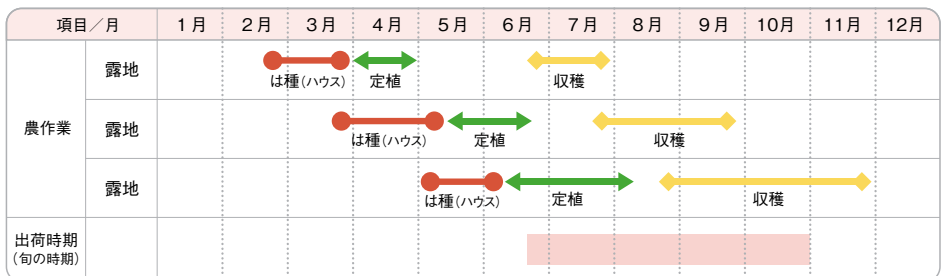 項目／月 1月 2月 3月 4月 5月 6月 7月 8月 9月 10月 11月 12月
農作業
露地
は種（ハウス） 定植 収穫
露地
は種（ハウス） 定植 収穫
露地
は種（ハウス） 定植 収穫
出荷時期
（旬の時期）